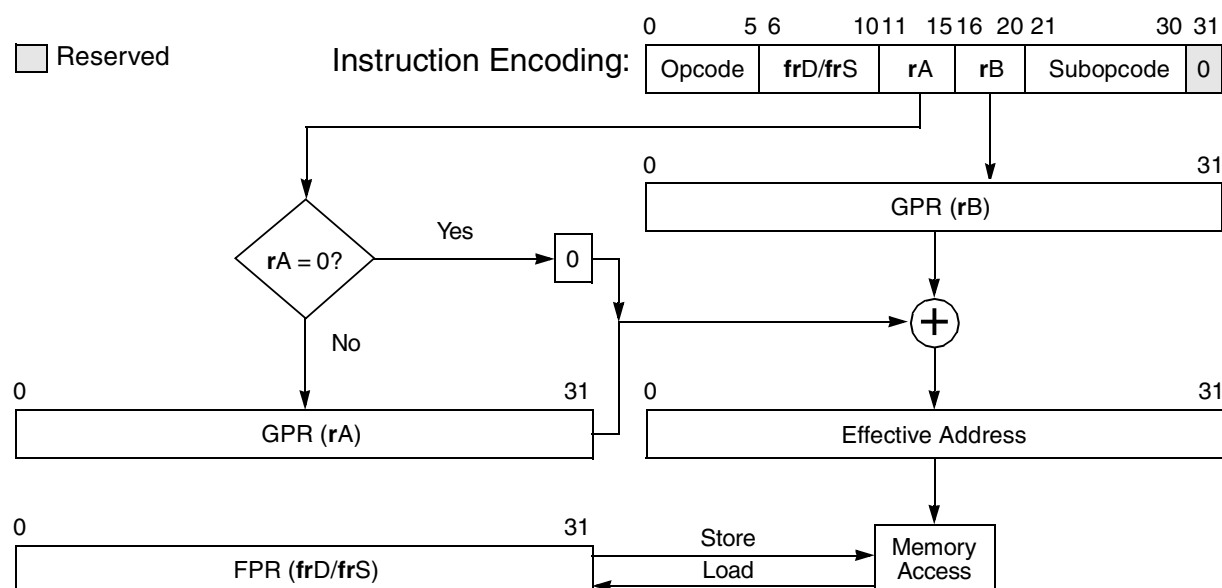 0 5 6 10 11 15 16 20 21 30 31
Reserved Instruction Encoding: Opcode frD/frS rA rB Subopcode 0
0 31
GPR (rB)
Yes
rA = 0? 0
+
No
0 31 0 31
GPR (rA) Effective Address
0 31
Store
FPR (frD/frS) Memory
Load Access